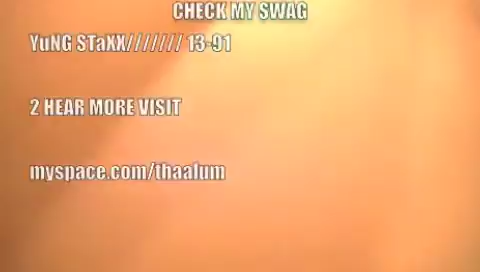 CHECK MY SWAG
YuNG STaXX/////// 13-91
2 HEAR MORE VISIT
myspace.com/thaalum